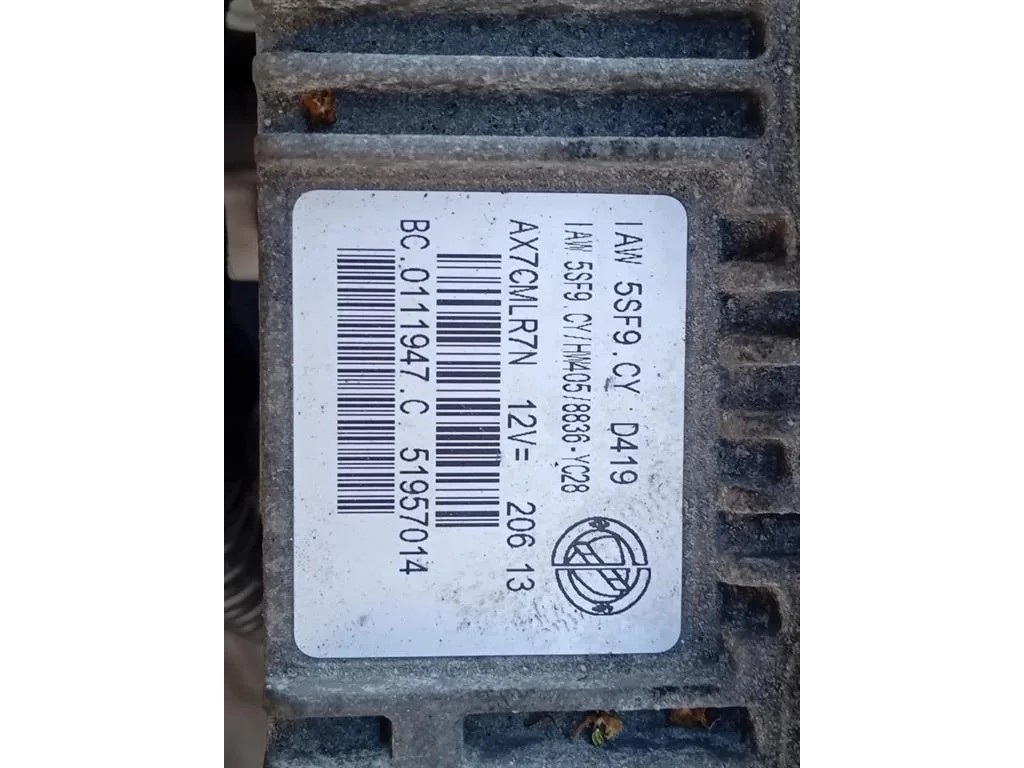 IAW 5SF9.CY D419
IAW 5SF9.CY/HW405/8836-YC28
AX7CMLR7N 12V= 206 13
BC.0111947.C 51957014